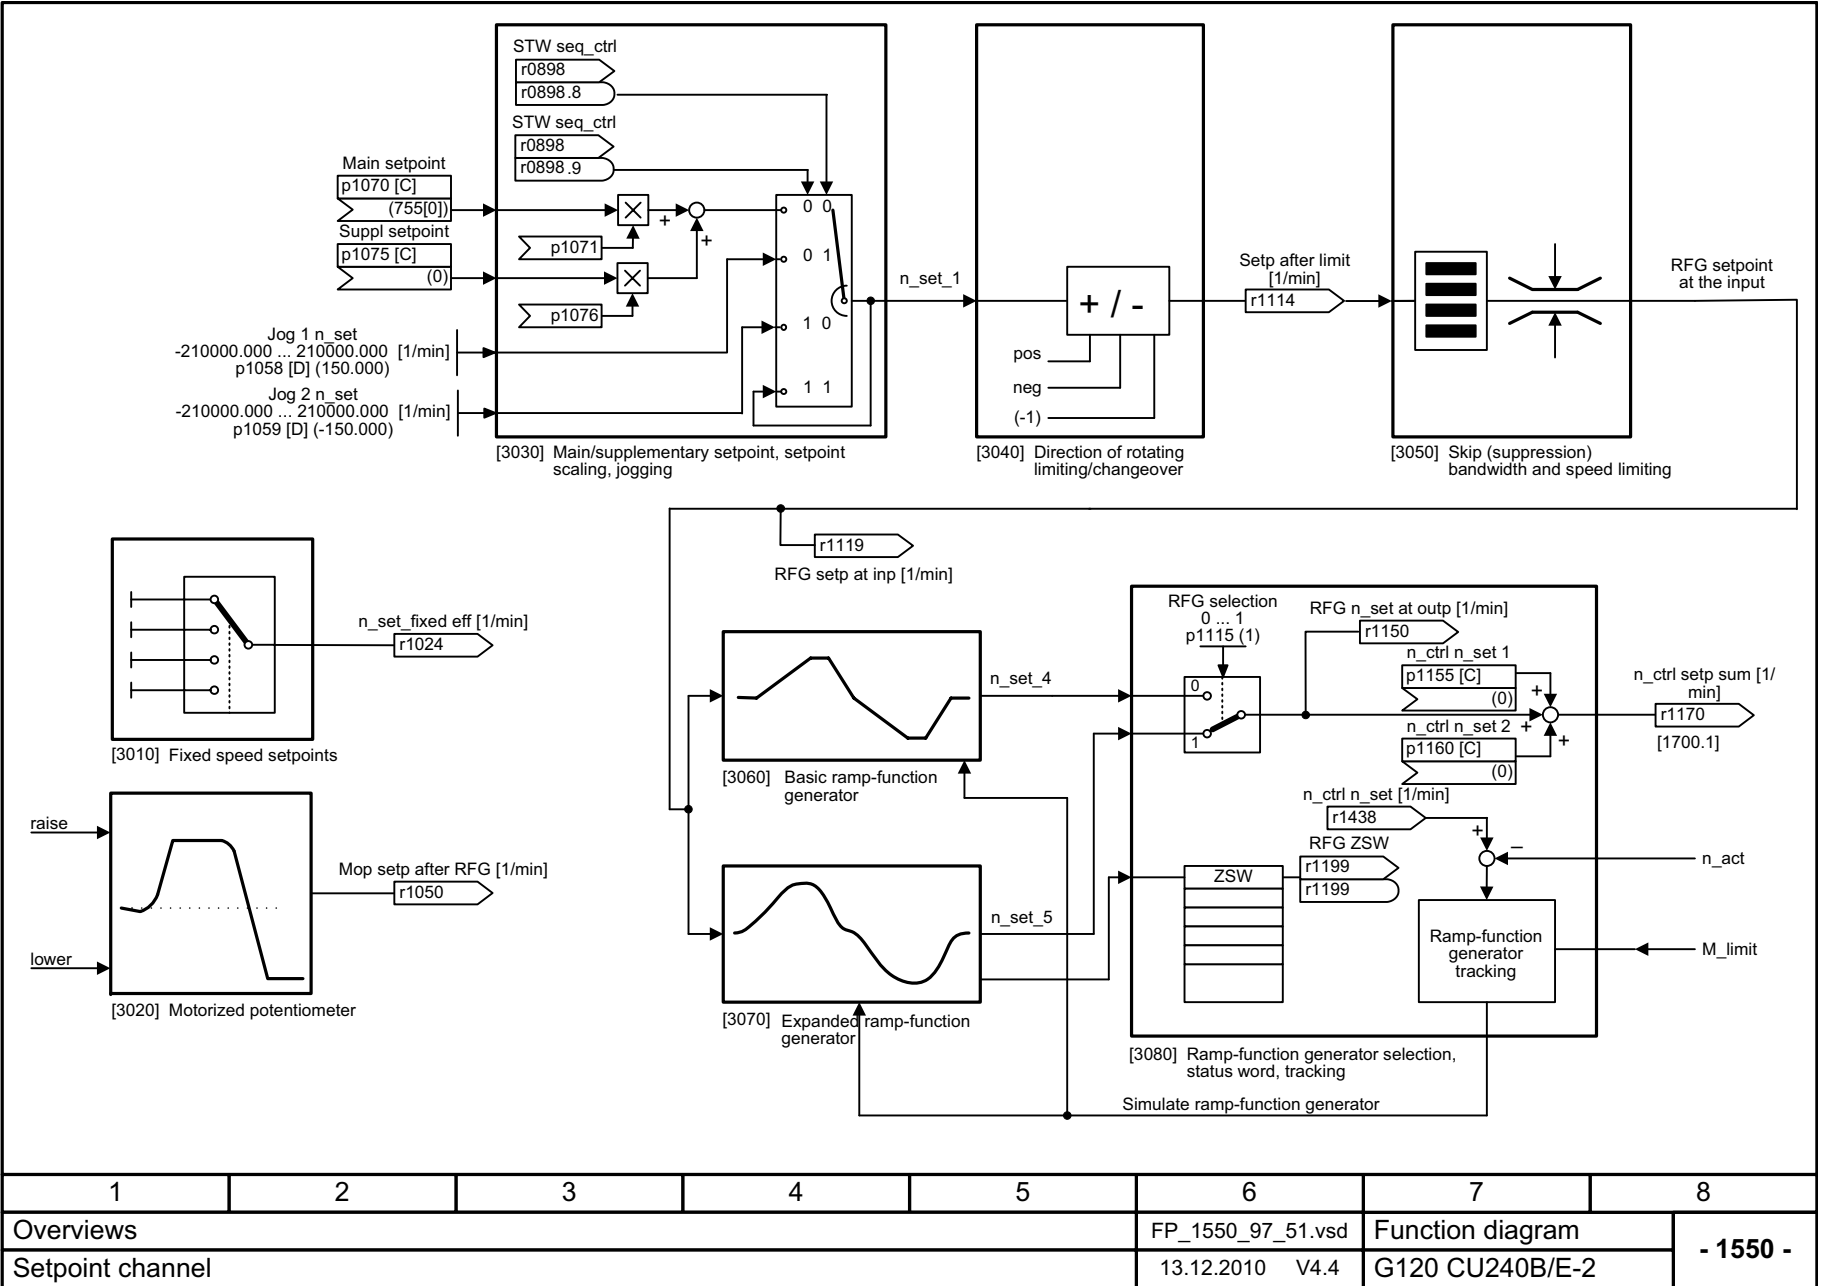 STW seq_ctrl
r0898
r0898.8
STW seq_ctrl
r0898
r0898.9
Main setpoint
p1070 [C]
(755[0])
Suppl setpoint
p1075 [C]
(0)
p1071
p1076
+
+
0 0
0 1
1 0
1 1
Jog 1 n_set
-210000.000 ... 210000.000 [1/min]
p1058 [D] (150.000)
Jog 2 n_set
-210000.000 ... 210000.000 [1/min]
p1059 [D] (-150.000)
[3030] Main/supplementary setpoint, setpoint
scaling, jogging
n_set_1
+ / -
pos
neg
(-1)
[3040] Direction of rotating
limiting/changeover
Setp after limit
[1/min]
r1114
[3050] Skip (suppression)
bandwidth and speed limiting
RFG setpoint
at the input
r1119
RFG setp at inp [1/min]
n_set_fixed eff [1/min]
r1024
[3010] Fixed speed setpoints
raise
lower
Mop setp after RFG [1/min]
r1050
[3020] Motorized potentiometer
n_set_4
[3060] Basic ramp-function
generator
n_set_5
[3070] Expanded ramp-function
generator
RFG selection
0 ... 1
p1115 (1)
0
1
RFG n_set at outp [1/min]
r1150
n_ctrl n_set 1
p1155 [C]
(0)
+
+
+
n_ctrl n_set 2
p1160 [C]
(0)
n_ctrl setp sum [1/
min]
r1170
[1700.1]
n_ctrl n_set [1/min]
r1438
+
–
RFG ZSW
r1199
r1199
ZSW
n_act
Ramp-function
generator
tracking
M_limit
[3080] Ramp-function generator selection,
status word, tracking
Simulate ramp-function generator
1 2 3 4 5 6 7 8
Overviews
FP_1550_97_51.vsd
Function diagram
- 1550 -
Setpoint channel
13.12.2010 V4.4
G120 CU240B/E-2